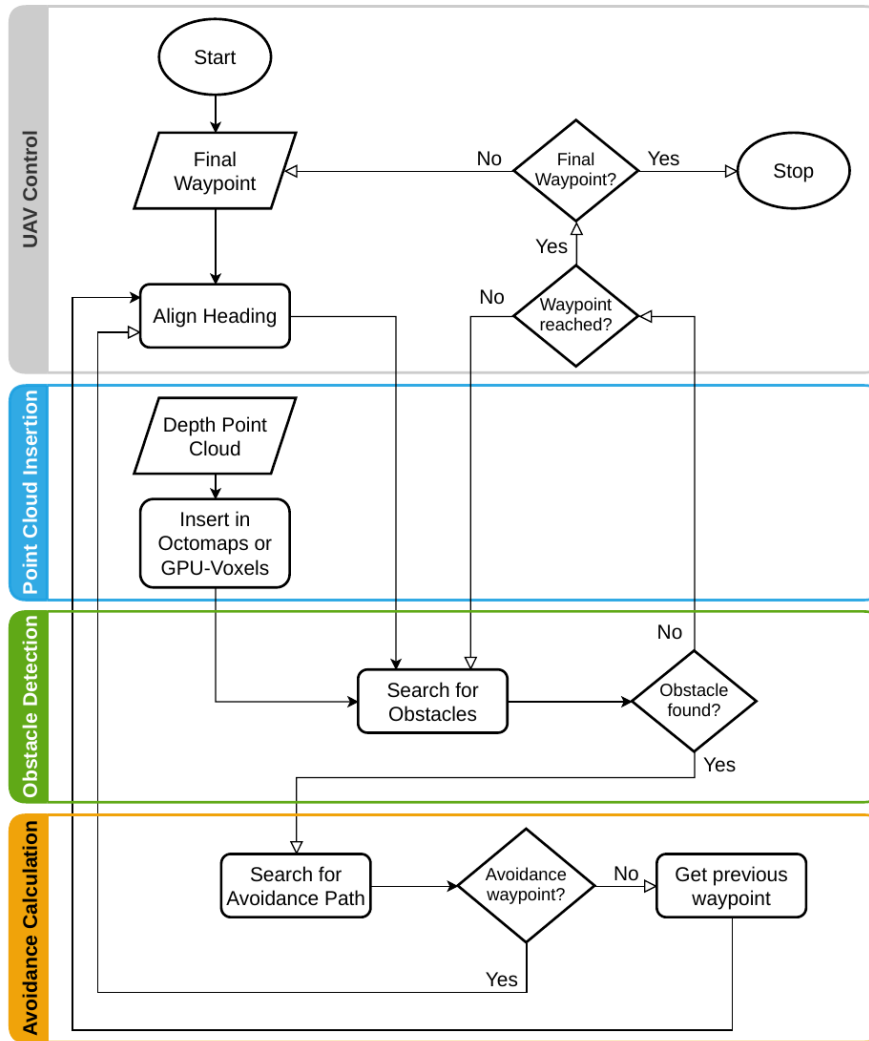 UAV Control
Start
Final
Waypoint
No
Final
Waypoint?
Yes
Stop
Yes
Align Heading
No
Waypoint
reached?
Point Cloud Insertion
Depth Point
Cloud
Insert in
Octomaps or
GPU-Voxels
Obstacle Detection
No
Search for
Obstacles
Obstacle
found?
Yes
Avoidance Calculation
Search for
Avoidance Path
Avoidance
waypoint?
No
Get previous
waypoint
Yes